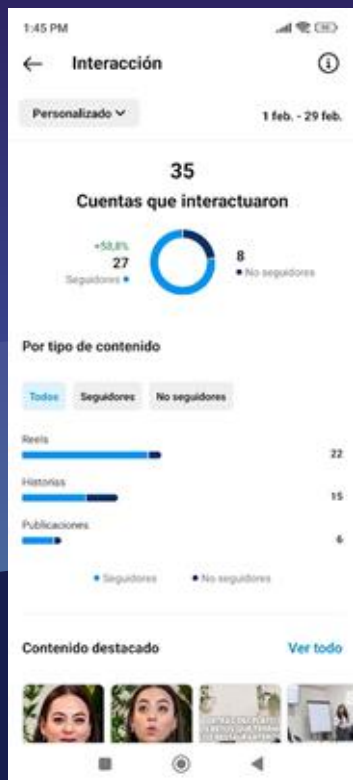 1:45 PM
Interacción
Personalizado
1 feb. - 29 feb.
35
Cuentas que interactuaron
+58,8%
27
Seguidores
8
No seguidores
Por tipo de contenido
Todos
Seguidores
No seguidores
Reels
22
Historias
15
Publicaciones
6
Seguidores
No seguidores
Contenido destacado
Ver todo